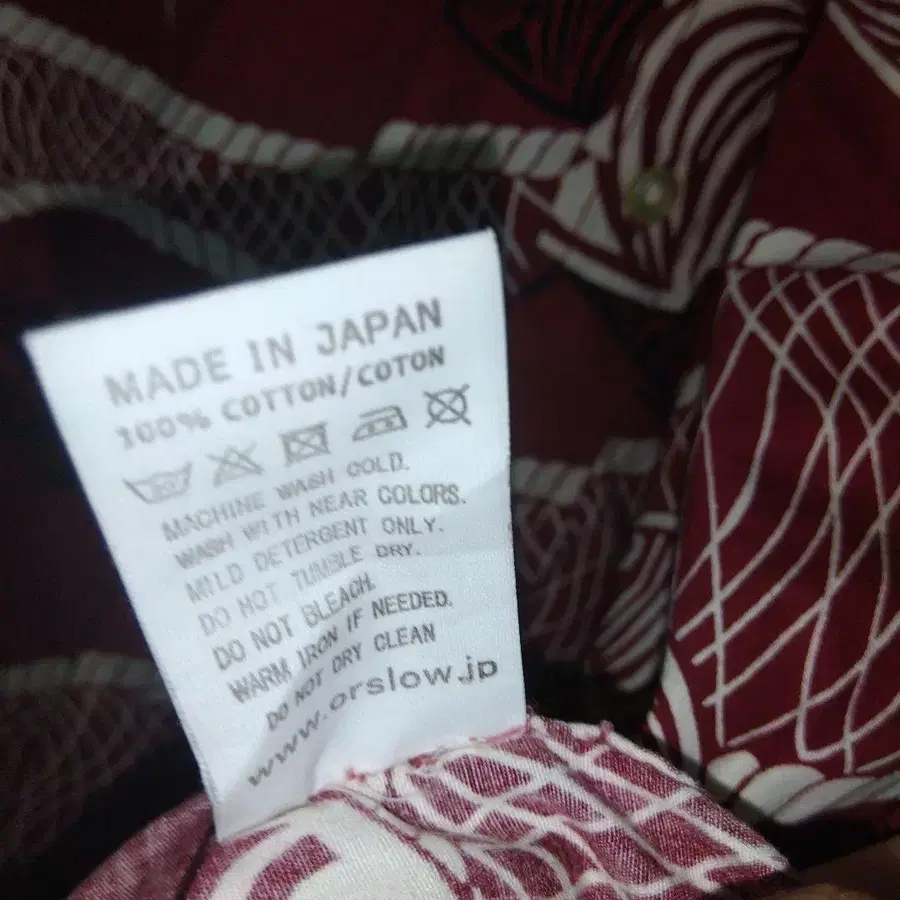 MADE IN JAPAN
100% COTTON/COTON
MACHINE WASH COLD.
WASH WITH NEAR COLORS.
MILD DETERGENT ONLY.
DO NOT TUMBLE DRY.
DO NOT BLEACH.
WARM IRON IF NEEDED.
DO NOT DRY CLEAN
www.orslow.jp